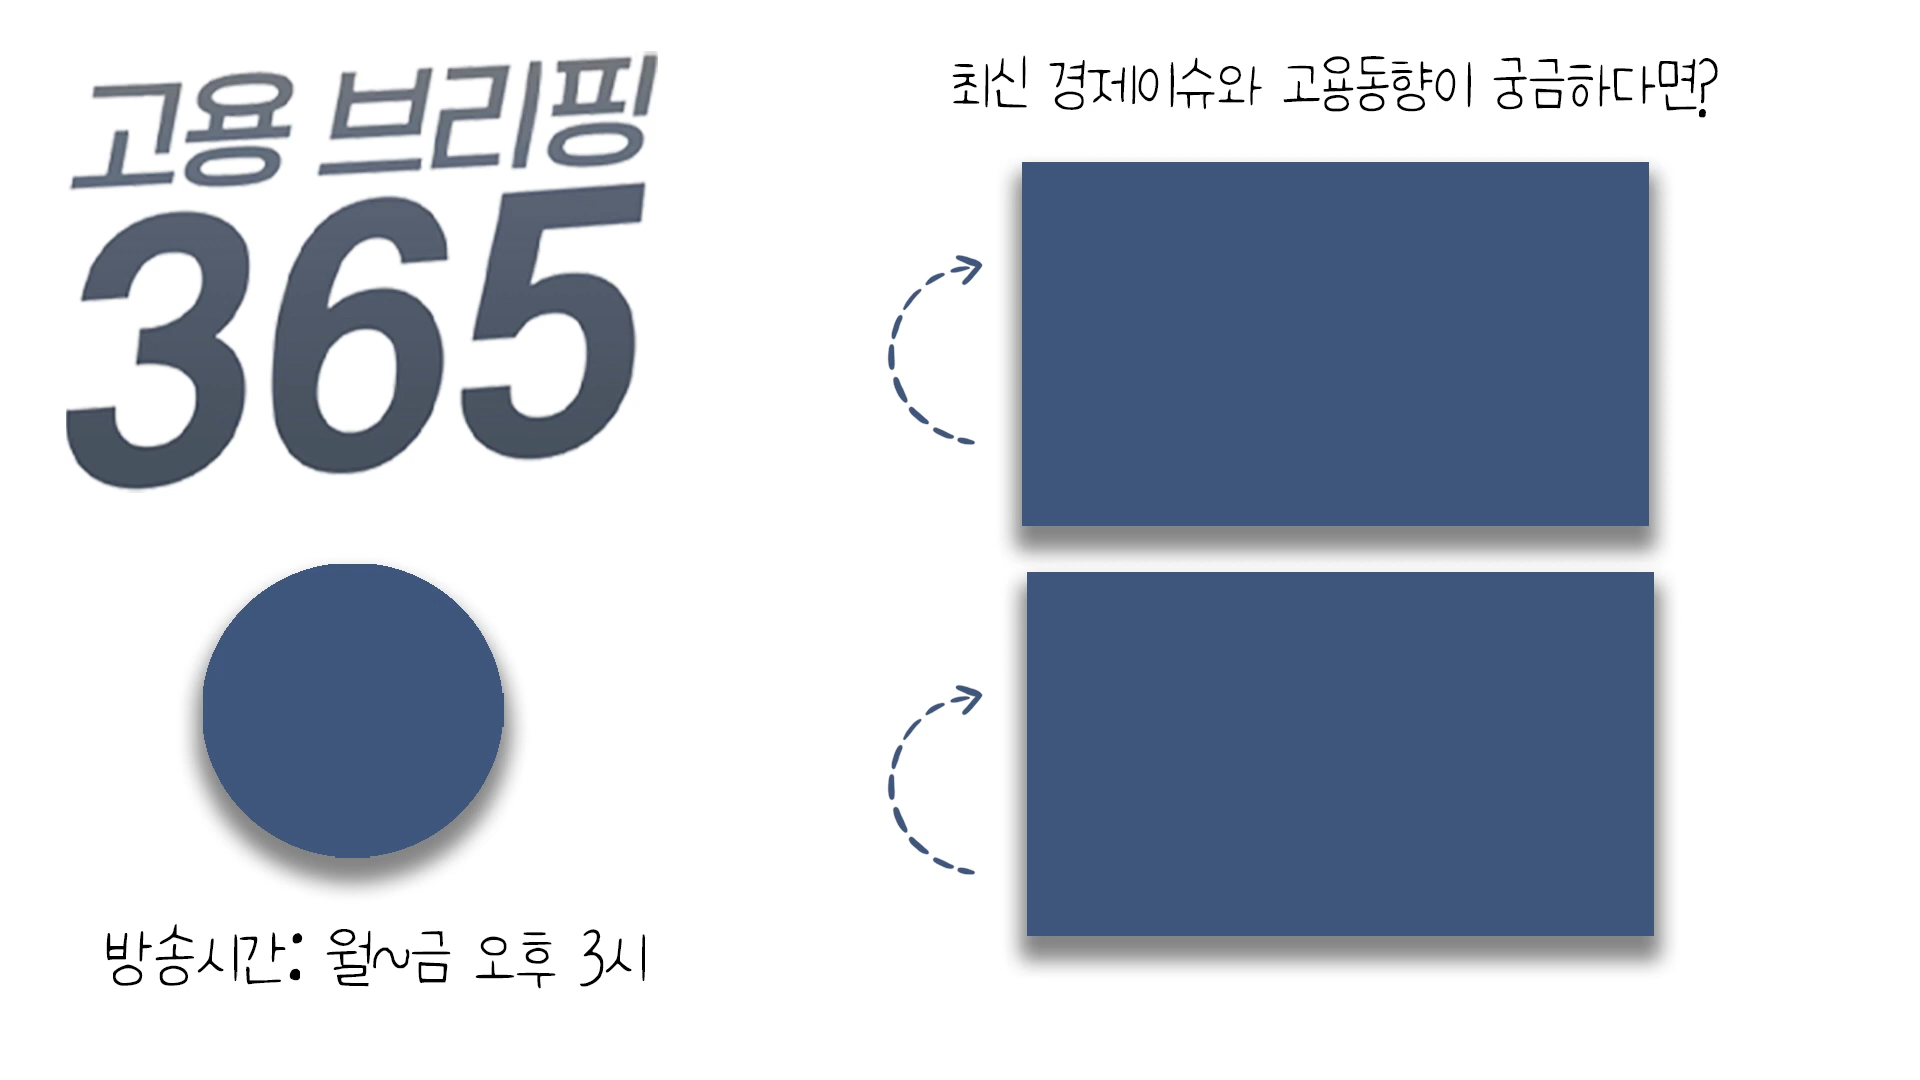 고용 브리핑
365
최신 경제이슈와 고용동향이 궁금하다면?
방송시간: 월~금 오후 3시